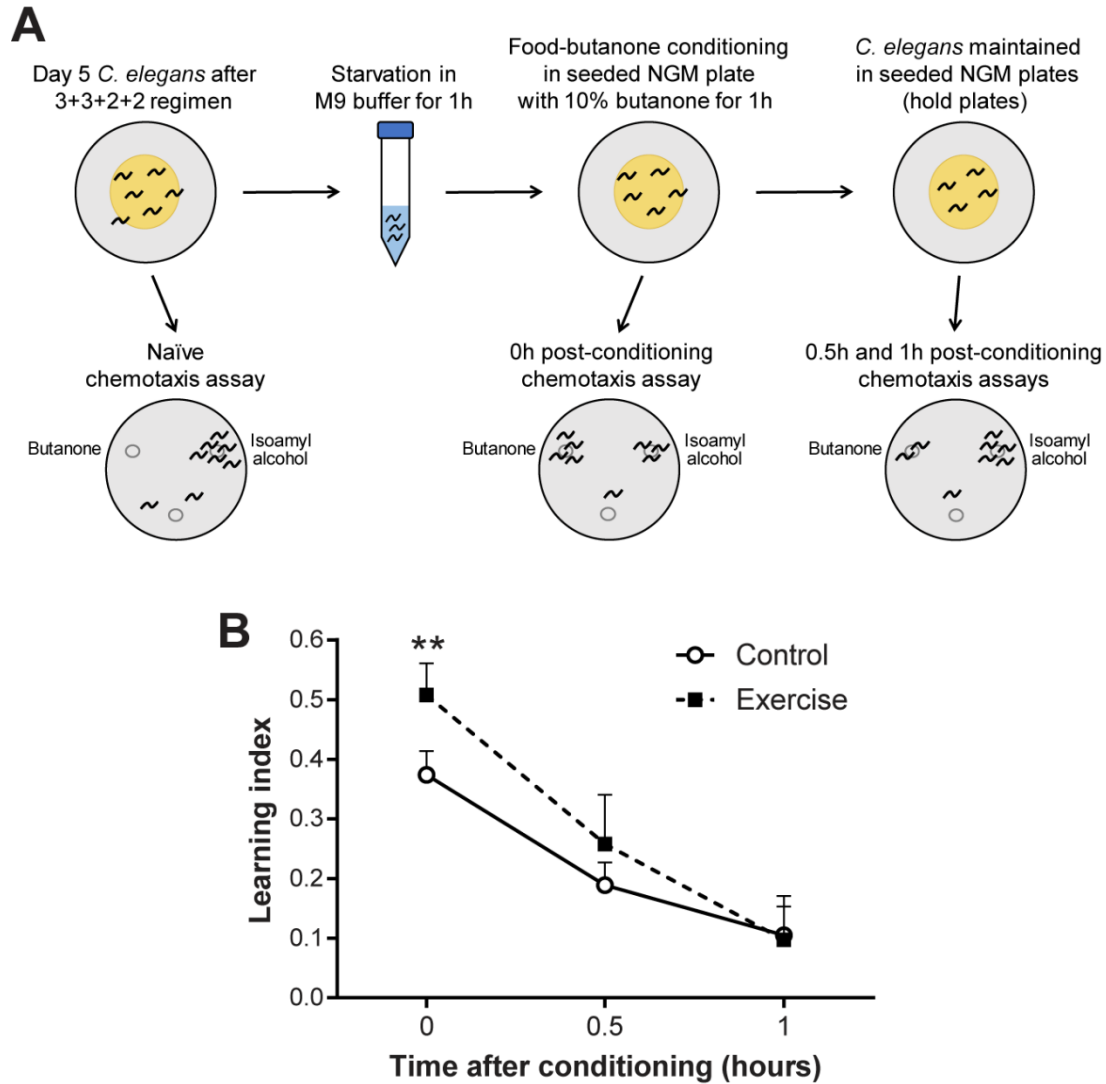 A
Day 5 C. elegans after
3+3+2+2 regimen
Starvation in
M9 buffer for 1h
Food-butanone conditioning
in seeded NGM plate
with 10% butanone for 1h
C. elegans maintained
in seeded NGM plates
(hold plates)
Naïve
chemotaxis assay
0h post-conditioning
chemotaxis assay
0.5h and 1h post-conditioning
chemotaxis assays
Butanone
Isoamyl
alcohol
Butanone
Isoamyl
alcohol
Butanone
Isoamyl
alcohol
B
Learning index
0.6
0.5
0.4
0.3
0.2
0.1
0.0
**
Control
Exercise
0
0.5
1
Time after conditioning (hours)